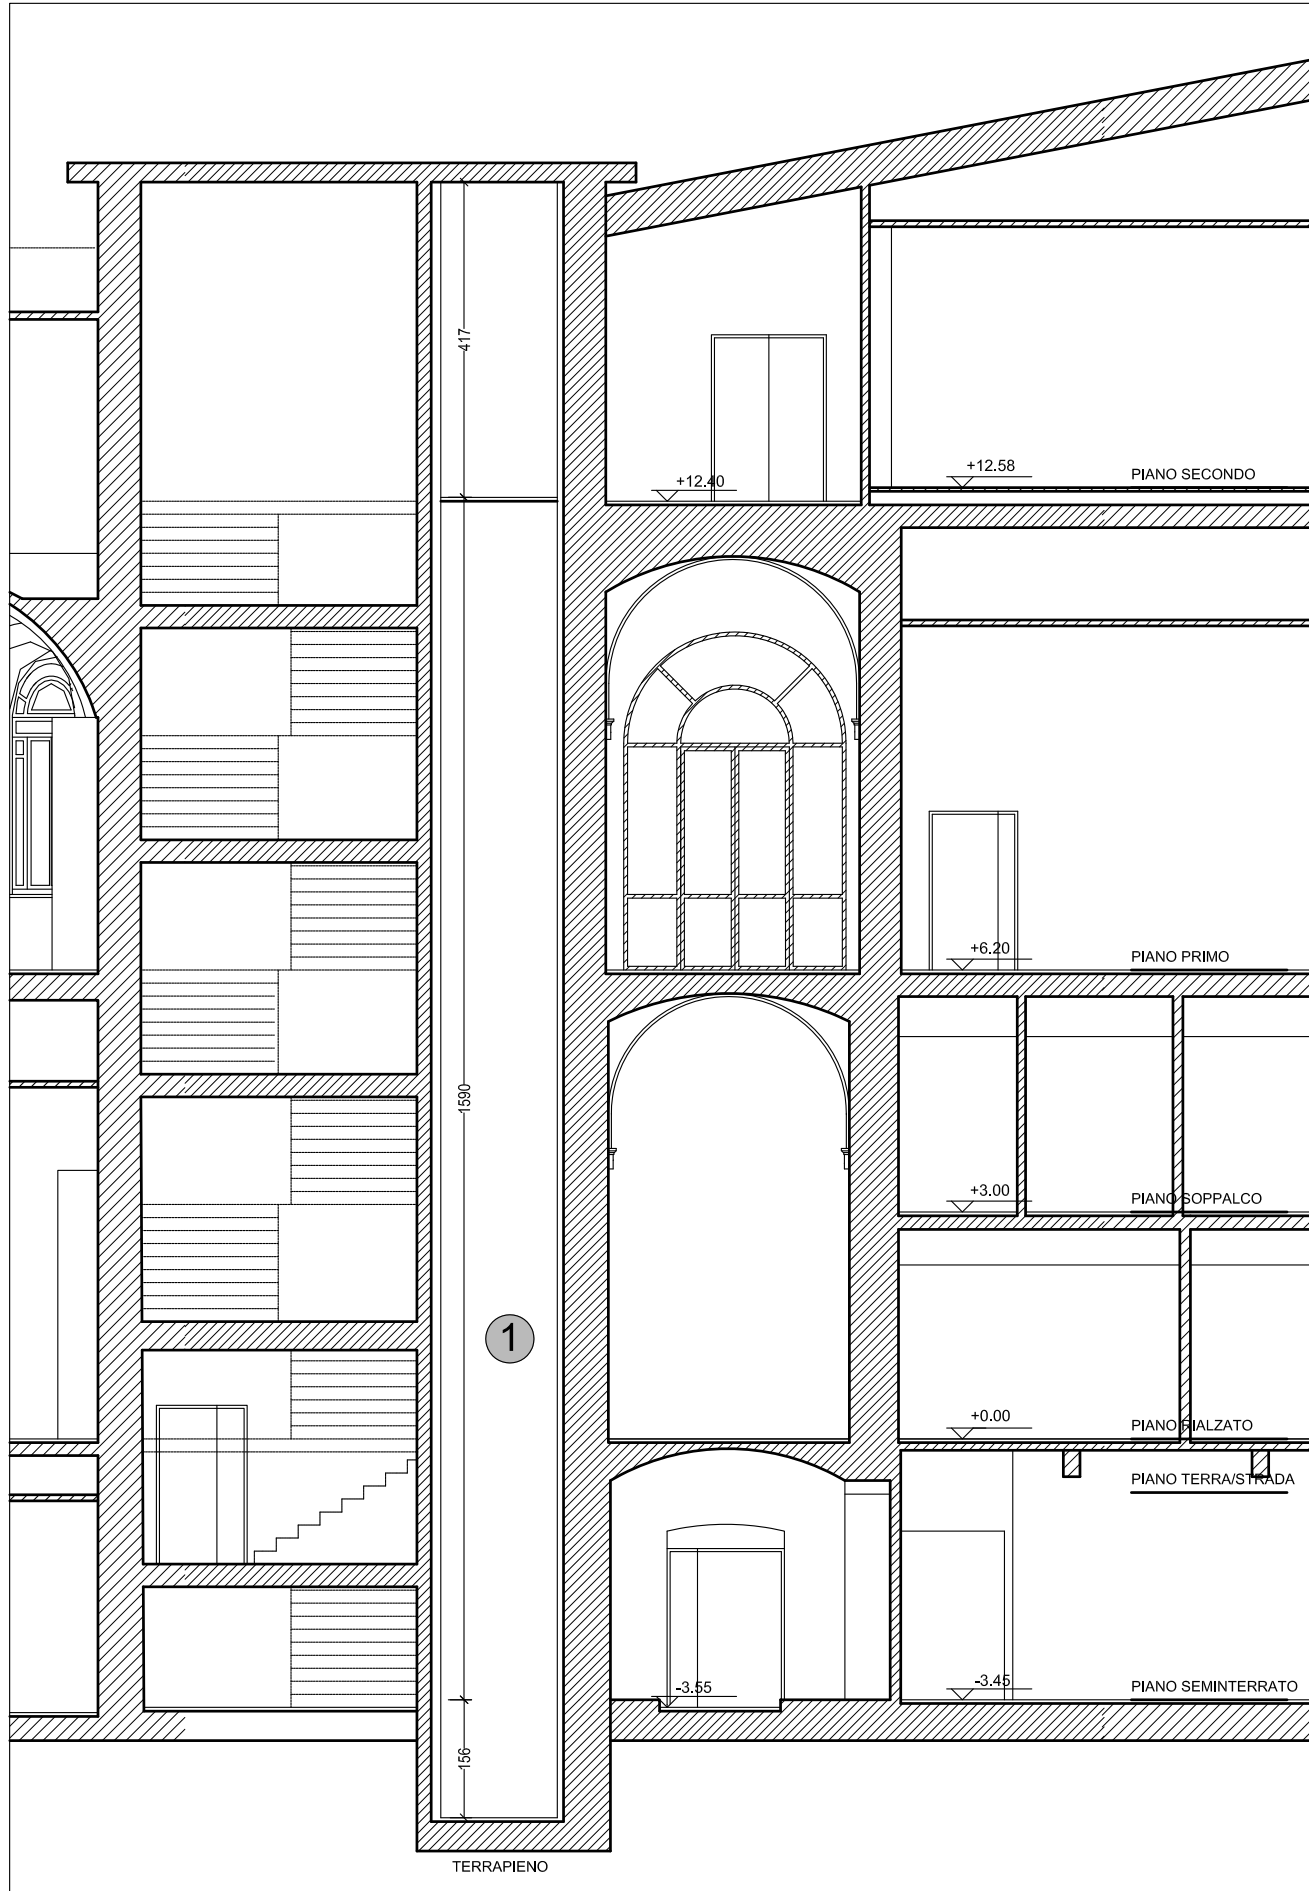 417
+12.40
+12.58
PIANO SECONDO
+6.20
PIANO PRIMO
1590
+3.00
PIANO SOPPALCO
1
+0.00
PIANO RIALZATO
PIANO TERRA/STRADA
-3.55
-3.45
PIANO SEMINTERRATO
156
TERRAPIENO